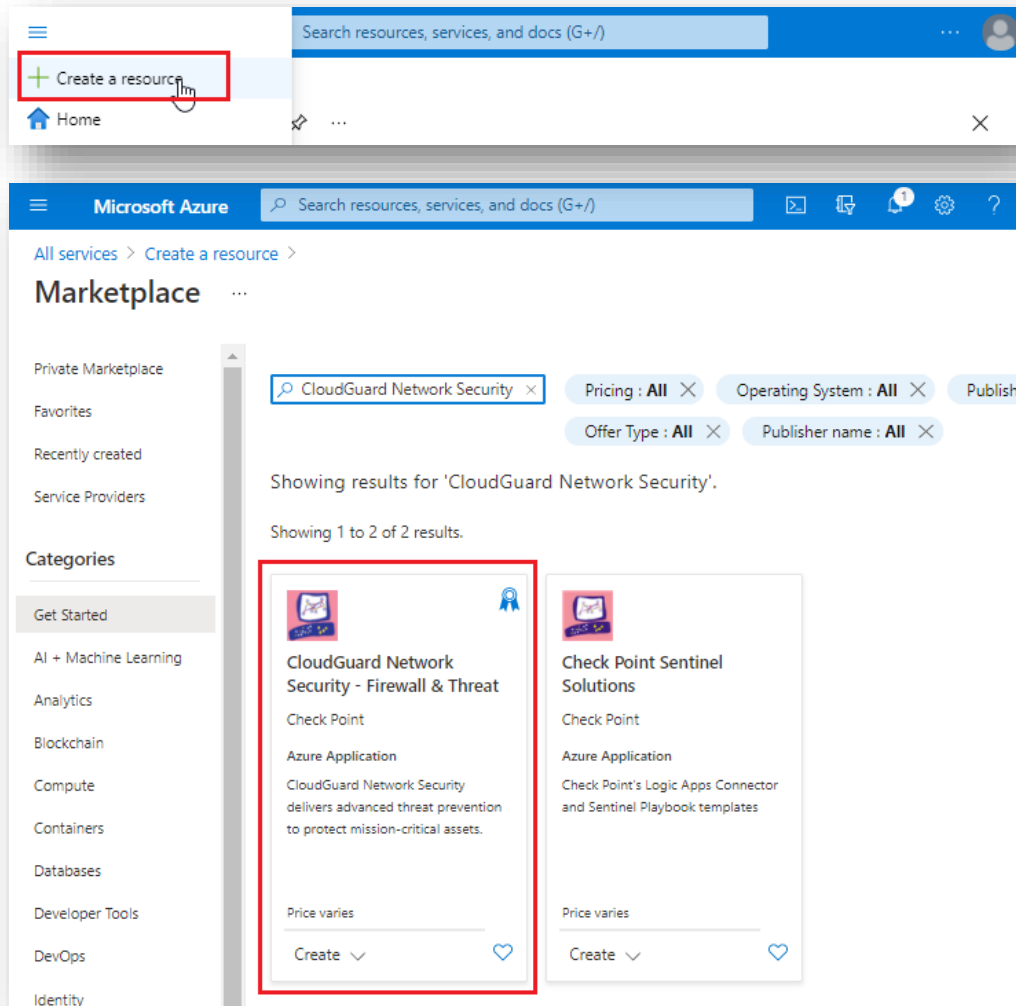 Search resources, services, and docs (G+/)
...
Create a resource
Home
...
Microsoft Azure
Search resources, services, and docs (G+/)
1
?
All services > Create a resource >
Marketplace ...
Private Marketplace
Favorites
Recently created
Service Providers
Categories
Get Started
AI + Machine Learning
Analytics
Blockchain
Compute
Containers
Databases
Developer Tools
DevOps
Identity
CloudGuard Network Security
Pricing : All
Operating System : All
Publish
Offer Type : All
Publisher name : All
Showing results for 'CloudGuard Network Security'.
Showing 1 to 2 of 2 results.
CloudGuard Network
Security - Firewall & Threat
Check Point
Azure Application
CloudGuard Network Security
delivers advanced threat prevention
to protect mission-critical assets.
Price varies
Create
Check Point Sentinel
Solutions
Check Point
Azure Application
Check Point's Logic Apps Connector
and Sentinel Playbook templates
Price varies
Create